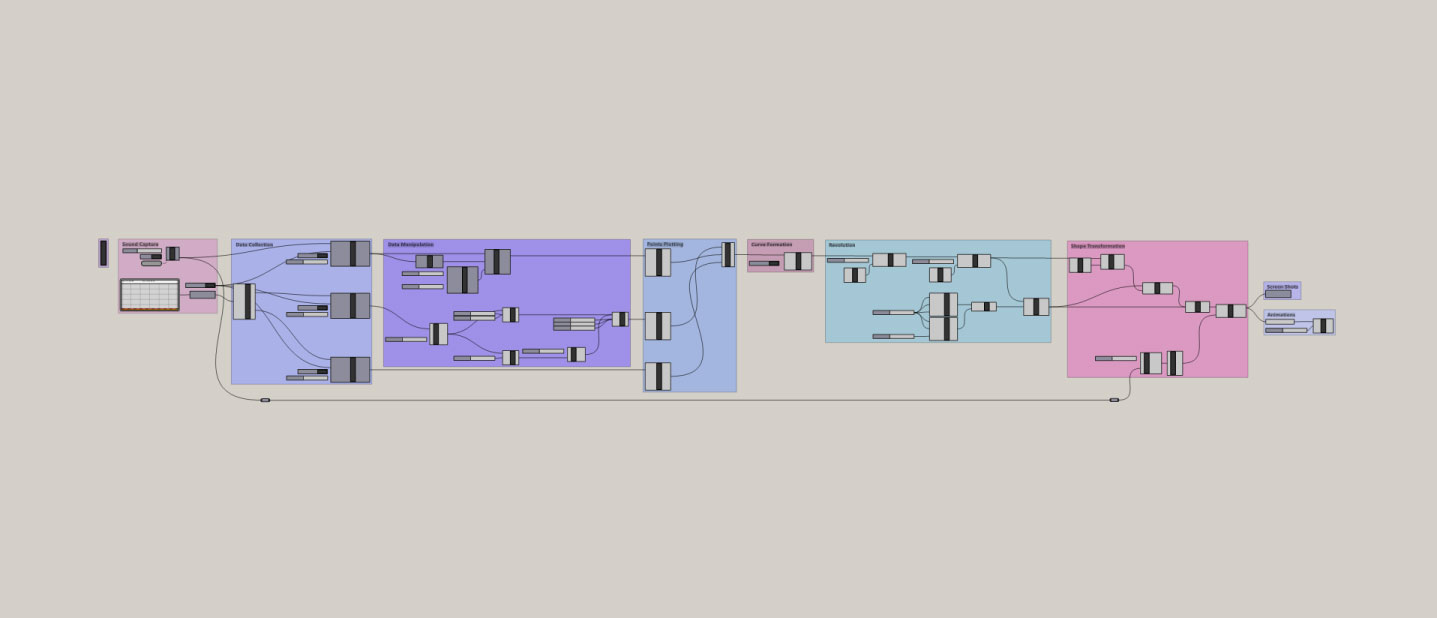 Sound Capture
Data Collection
Data Manipulation
Points Plotting
Curve Formation
Revolution
Shape Transformation
Screen Shots
Animations